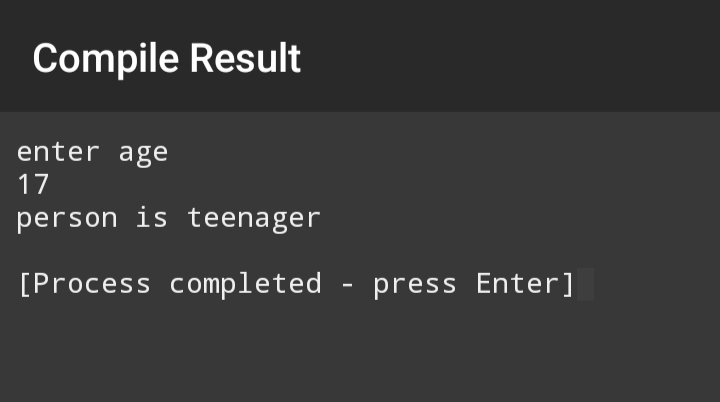 Compile Result
enter age
17
person is teenager
[Process completed - press Enter]